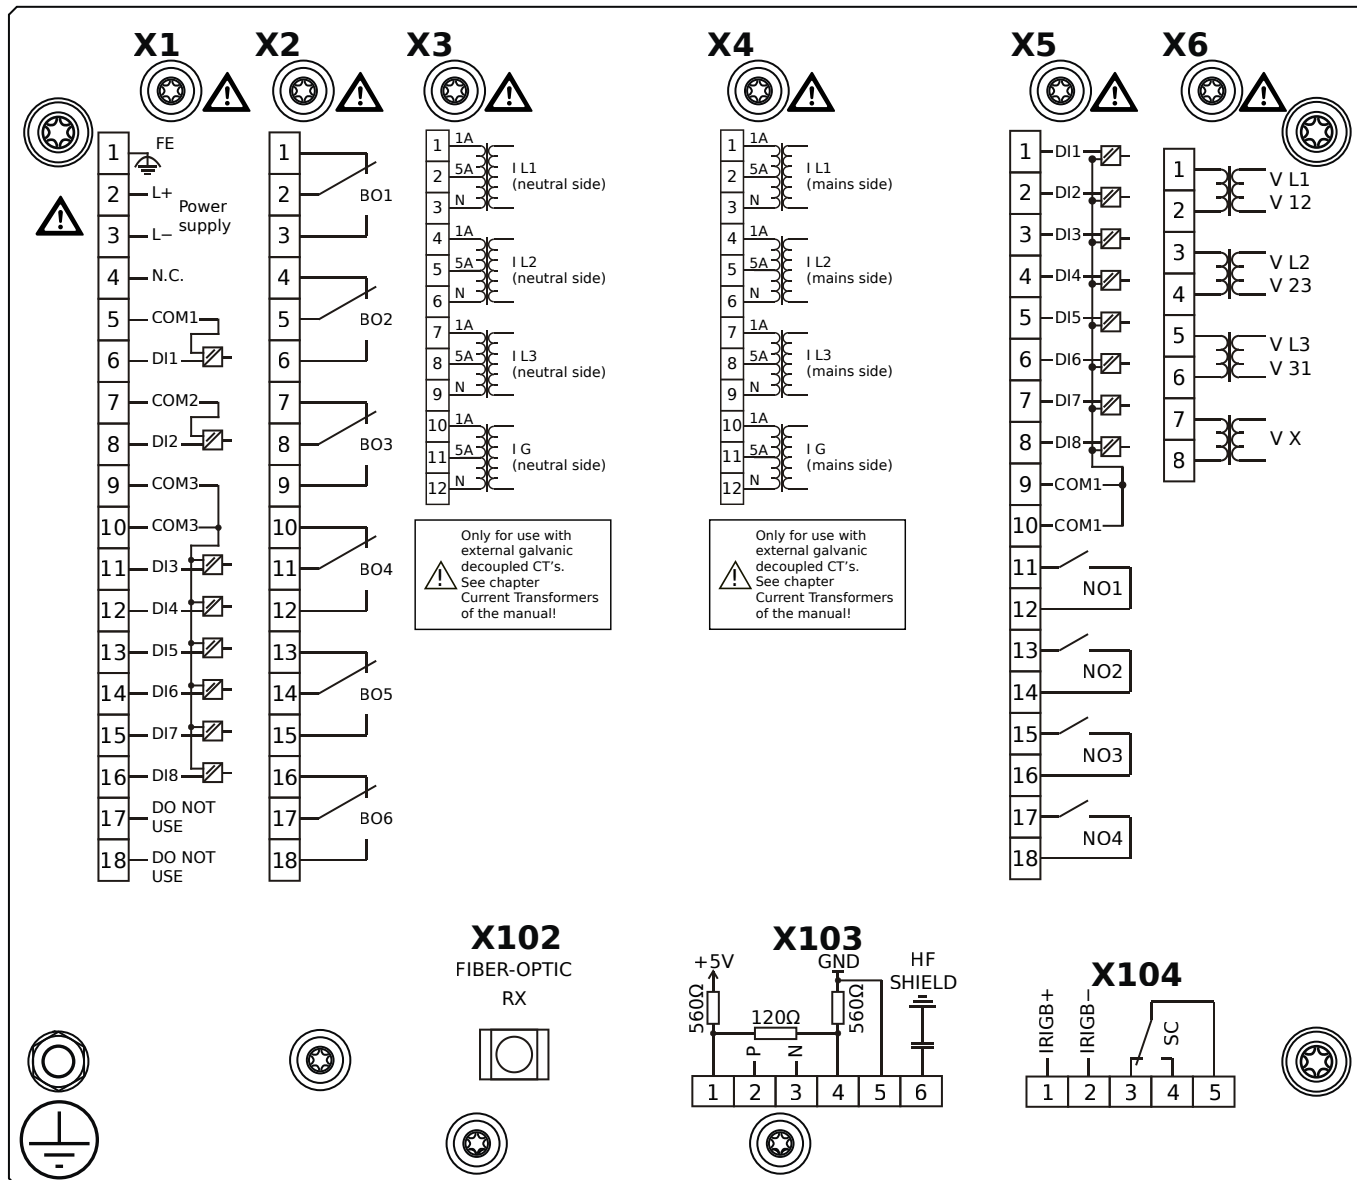 X1
1
FE
2
L+
Power
supply
3
L−
4
N.C.
5
COM1
6
DI1
7
COM2
8
DI2
9
COM3
10
COM3
11
DI3
12
DI4
13
DI5
14
DI6
15
DI7
16
DI8
17
DO NOT
USE
18
DO NOT
USE
X2
1
2
BO1
3
4
5
BO2
6
7
8
BO3
9
10
11
BO4
12
13
14
BO5
15
16
17
BO6
18
X3
1 1A
2 5A
3 N
I L1
(neutral side)
4 1A
5 5A
6 N
I L2
(neutral side)
7 1A
8 5A
9 N
I L3
(neutral side)
10 1A
11 5A
12 N
I G
(neutral side)
Only for use with
external galvanic
decoupled CT’s.
See chapter
Current Transformers
of the manual!
X4
1 1A
2 5A
3 N
I L1
(mains side)
4 1A
5 5A
6 N
I L2
(mains side)
7 1A
8 5A
9 N
I L3
(mains side)
10 1A
11 5A
12 N
I G
(mains side)
Only for use with
external galvanic
decoupled CT’s.
See chapter
Current Transformers
of the manual!
X5
1 DI1
2 DI2
3 DI3
4 DI4
5 DI5
6 DI6
7 DI7
8 DI8
9 COM1
10 COM1
11
NO1
12
13
NO2
14
15
NO3
16
17
NO4
18
X6
1
V L1
V 12
2
3
V L2
V 23
4
5
V L3
V 31
6
7
V X
8
X102
FIBER-OPTIC
RX
X103
+5V
GND
HF
SHIELD
560Ω
120Ω
560Ω
P
N
1 2 3 4 5 6
X104
IRIGB+
IRIGB−
SC
1 2 3 4 5